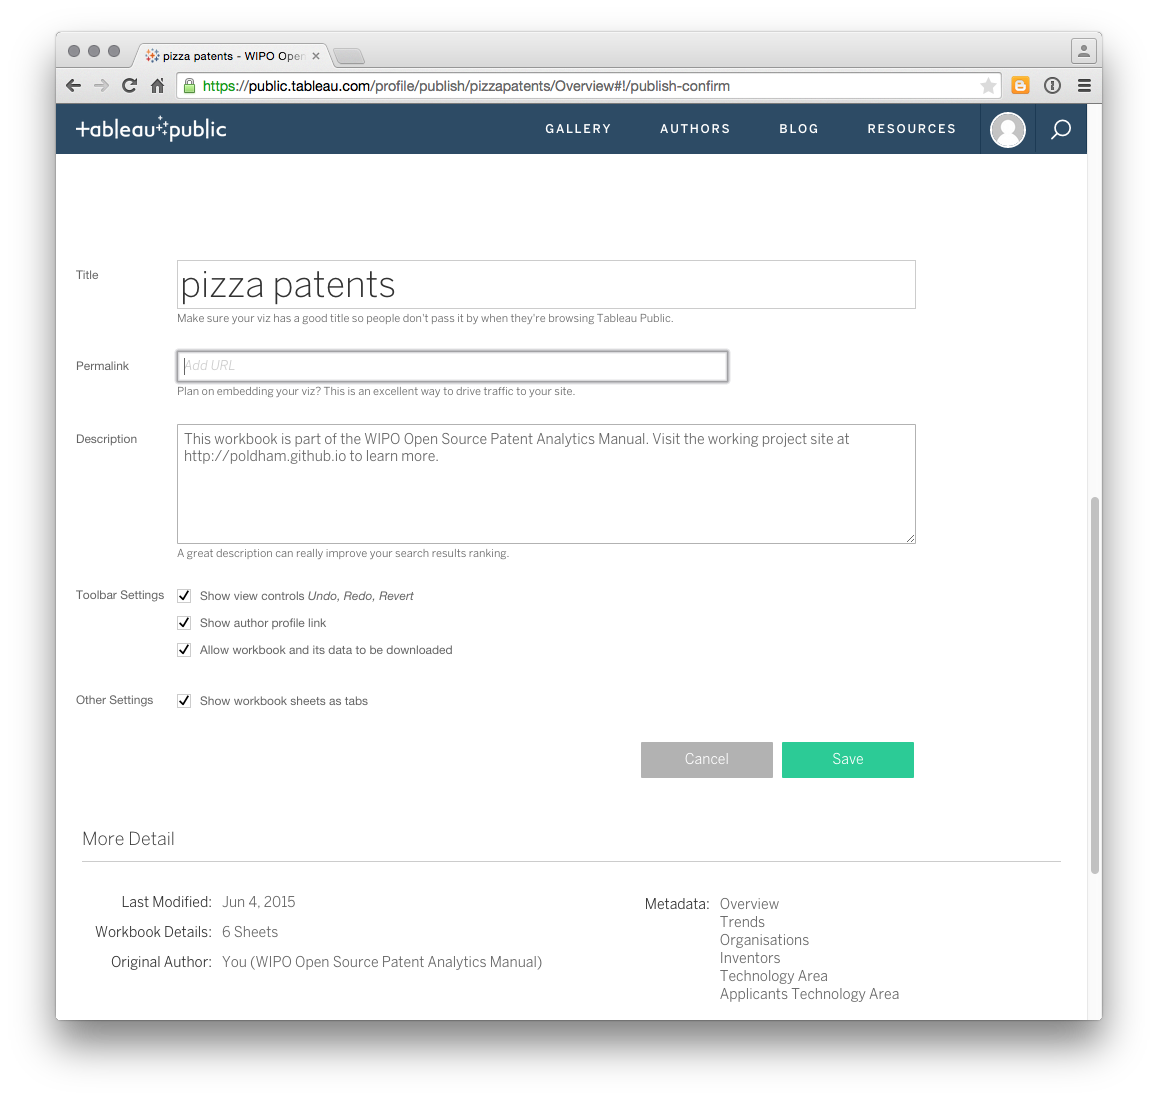 pizza patents - WIPO Open
https://public.tableau.com/profile/publish/pizzapatents/Overview#!/publish-confirm
tableau public
GALLERY
AUTHORS
BLOG
RESOURCES
Title
pizza patents
Make sure your viz has a good title so people don't pass it by when they're browsing Tableau Public.
Permalink
Add URL
Plan on embedding your viz? This is an excellent way to drive traffic to your site.
Description
This workbook is part of the WIPO Open Source Patent Analytics Manual. Visit the working project site at
http://poldham.github.io to learn more.
A great description can really improve your search results ranking.
Toolbar Settings
Show view controls Undo, Redo, Revert
Show author profile link
Allow workbook and its data to be downloaded
Other Settings
Show workbook sheets as tabs
Cancel
Save
More Detail
Last Modified: Jun 4, 2015
Workbook Details: 6 Sheets
Original Author: You (WIPO Open Source Patent Analytics Manual)
Metadata: Overview
Trends
Organisations
Inventors
Technology Area
Applicants Technology Area